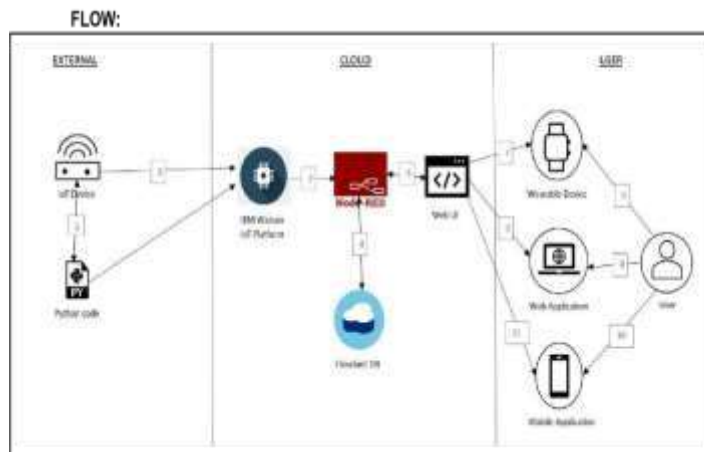 FLOW:
EXTERNAL
CLOUD
USER
IoT Device
Python code
PY
IBM Watson
IoT Platform
Node-RED
</>
Web UI
Cloudant DB
Wearable Device
Web Application
Mobile Application
User